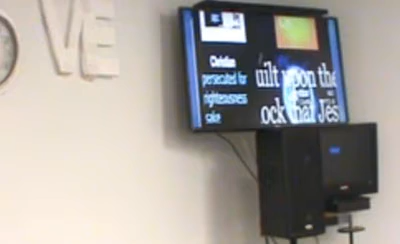 VE
Christian
persecuted for
righteousness
sake
uilt upon the
ock that Jes